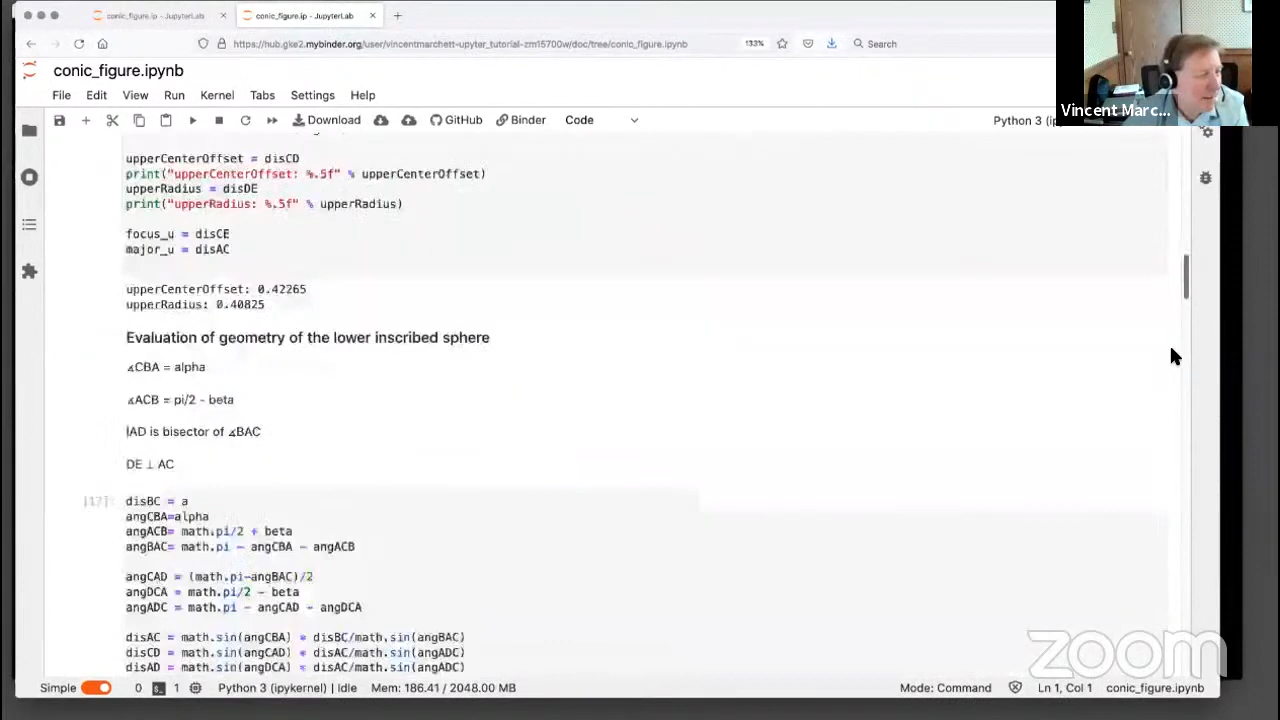 conic_figure.ip - JupyterLab
conic_figure.ip - JupyterLab
https://hub.gke2.mybinder.org/user/vincentmarchett-upyter_tutorial-zm15700w/doc/tree/conic_figure.ipynb
133%
Search
Vincent Marc...
conic_figure.ipynb
File Edit View Run Kernel Tabs Settings Help
Download GitHub Binder Code
Python 3 (ip
upperCenterOffset = disCD
print("upperCenterOffset: %.5f" % upperCenterOffset)
upperRadius = disDE
print("upperRadius: %.5f" % upperRadius)
focus_u = disCE
major_u = disAC
upperCenterOffset: 0.42265
upperRadius: 0.40825
Evaluation of geometry of the lower inscribed sphere
∡CBA = alpha
∡ACB = pi/2 - beta
AD is bisector of ∡BAC
DE ⊥ AC
[17]:
disBC = a
angCBA=alpha
angACB= math.pi/2 + beta
angBAC= math.pi - angCBA - angACB
angCAD = (math.pi-angBAC)/2
angDCA = math.pi/2 - beta
angADC = math.pi - angCAD - angDCA
disAC = math.sin(angCBA) * disBC/math.sin(angBAC)
disCD = math.sin(angCAD) * disAC/math.sin(angADC)
disAD = math.sin(angDCA) * disAC/math.sin(angADC)
zoom
Simple 0 1 Python 3 (ipykernel) | Idle Mem: 186.41 / 2048.00 MB
Mode: Command Ln 1, Col 1 conic_figure.ipynb